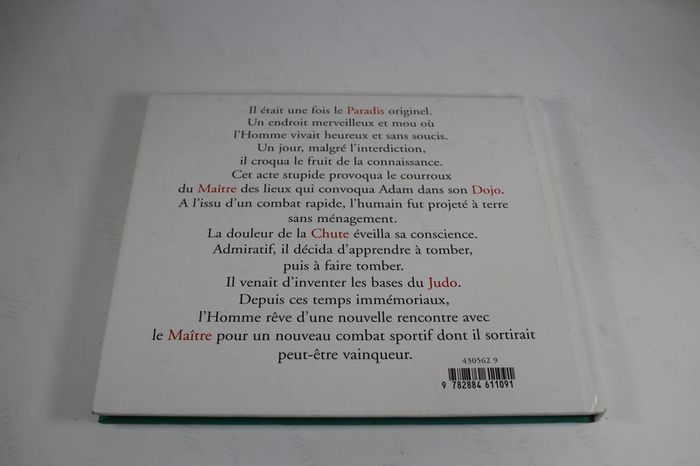 Il était une fois le Paradis originel.
Un endroit merveilleux et mou où
l'Homme vivait heureux et sans soucis.
Un jour, malgré l'interdiction,
il croqua le fruit de la connaissance.
Cet acte stupide provoqua le courroux
du Maître des lieux qui convoqua Adam dans son Dojo.
A l'issu d'un combat rapide, l'humain fut projeté à terre
sans ménagement.
La douleur de la Chute éveilla sa conscience.
Admiratif, il décida d'apprendre à tomber,
puis à faire tomber.
Il venait d'inventer les bases du Judo.
Depuis ces temps immémoriaux,
l'Homme rêve d'une nouvelle rencontre avec
le Maître pour un nouveau combat sportif dont il sortirait
peut-être vainqueur.
430562 9
9 782884 611091